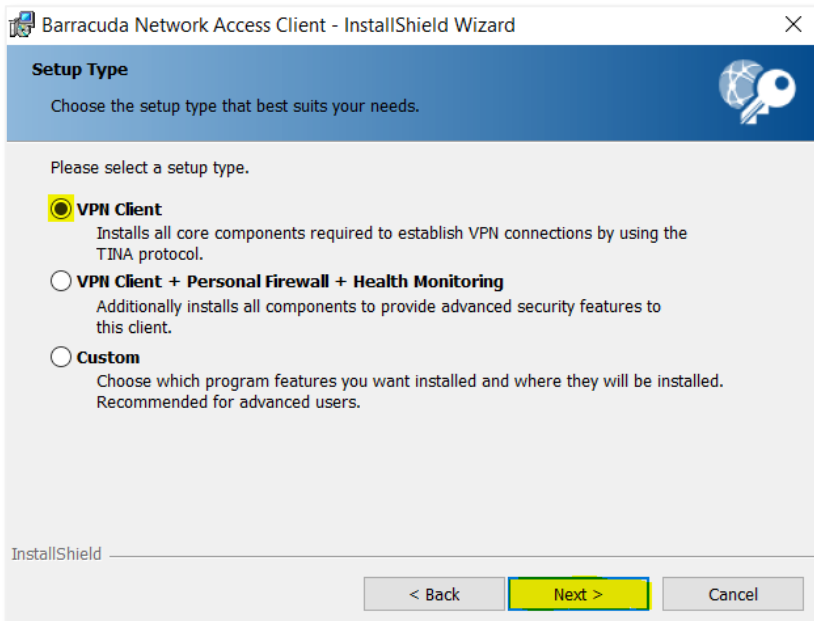 Barracuda Network Access Client - InstallShield Wizard
Setup Type
Choose the setup type that best suits your needs.
Please select a setup type.
VPN Client
Installs all core components required to establish VPN connections by using the
TINA protocol.
VPN Client + Personal Firewall + Health Monitoring
Additionally installs all components to provide advanced security features to
this client.
Custom
Choose which program features you want installed and where they will be installed.
Recommended for advanced users.
InstallShield
< Back Next > Cancel